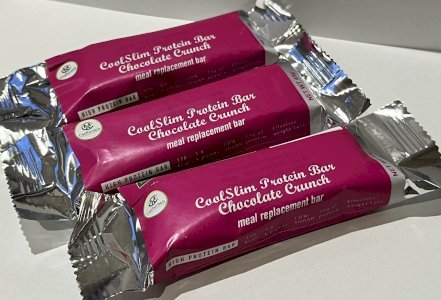 CoolSlim Protein Bar
Chocolate Crunch
meal replacement bar
HIGH PROTEIN BAR
CoolSlim Protein Bar
Chocolate Crunch
meal replacement bar
HIGH PROTEIN BAR
CoolSlim Protein Bar
Chocolate Crunch
meal replacement bar
HIGH PROTEIN BAR
Effective